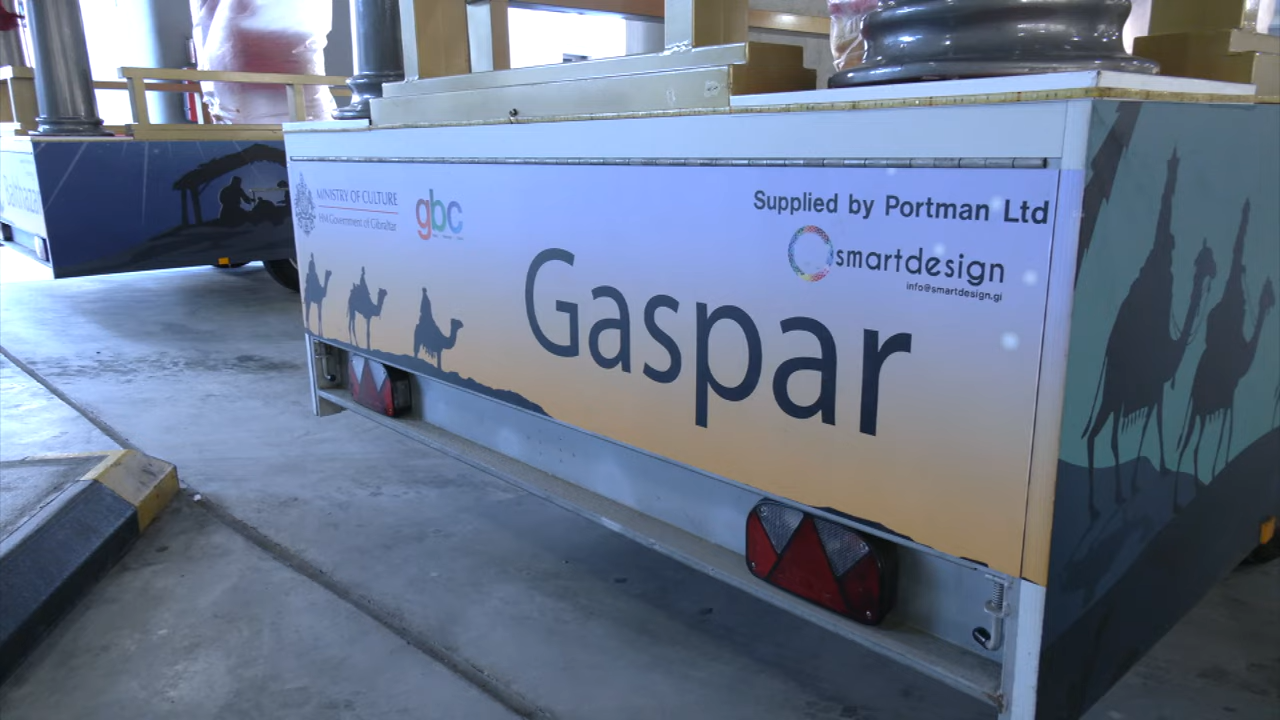 MINISTRY OF CULTURE
HM Government of Gibraltar
gbc
Supplied by Portman Ltd
smartdesign
info@smartdesign.gi
Gaspar